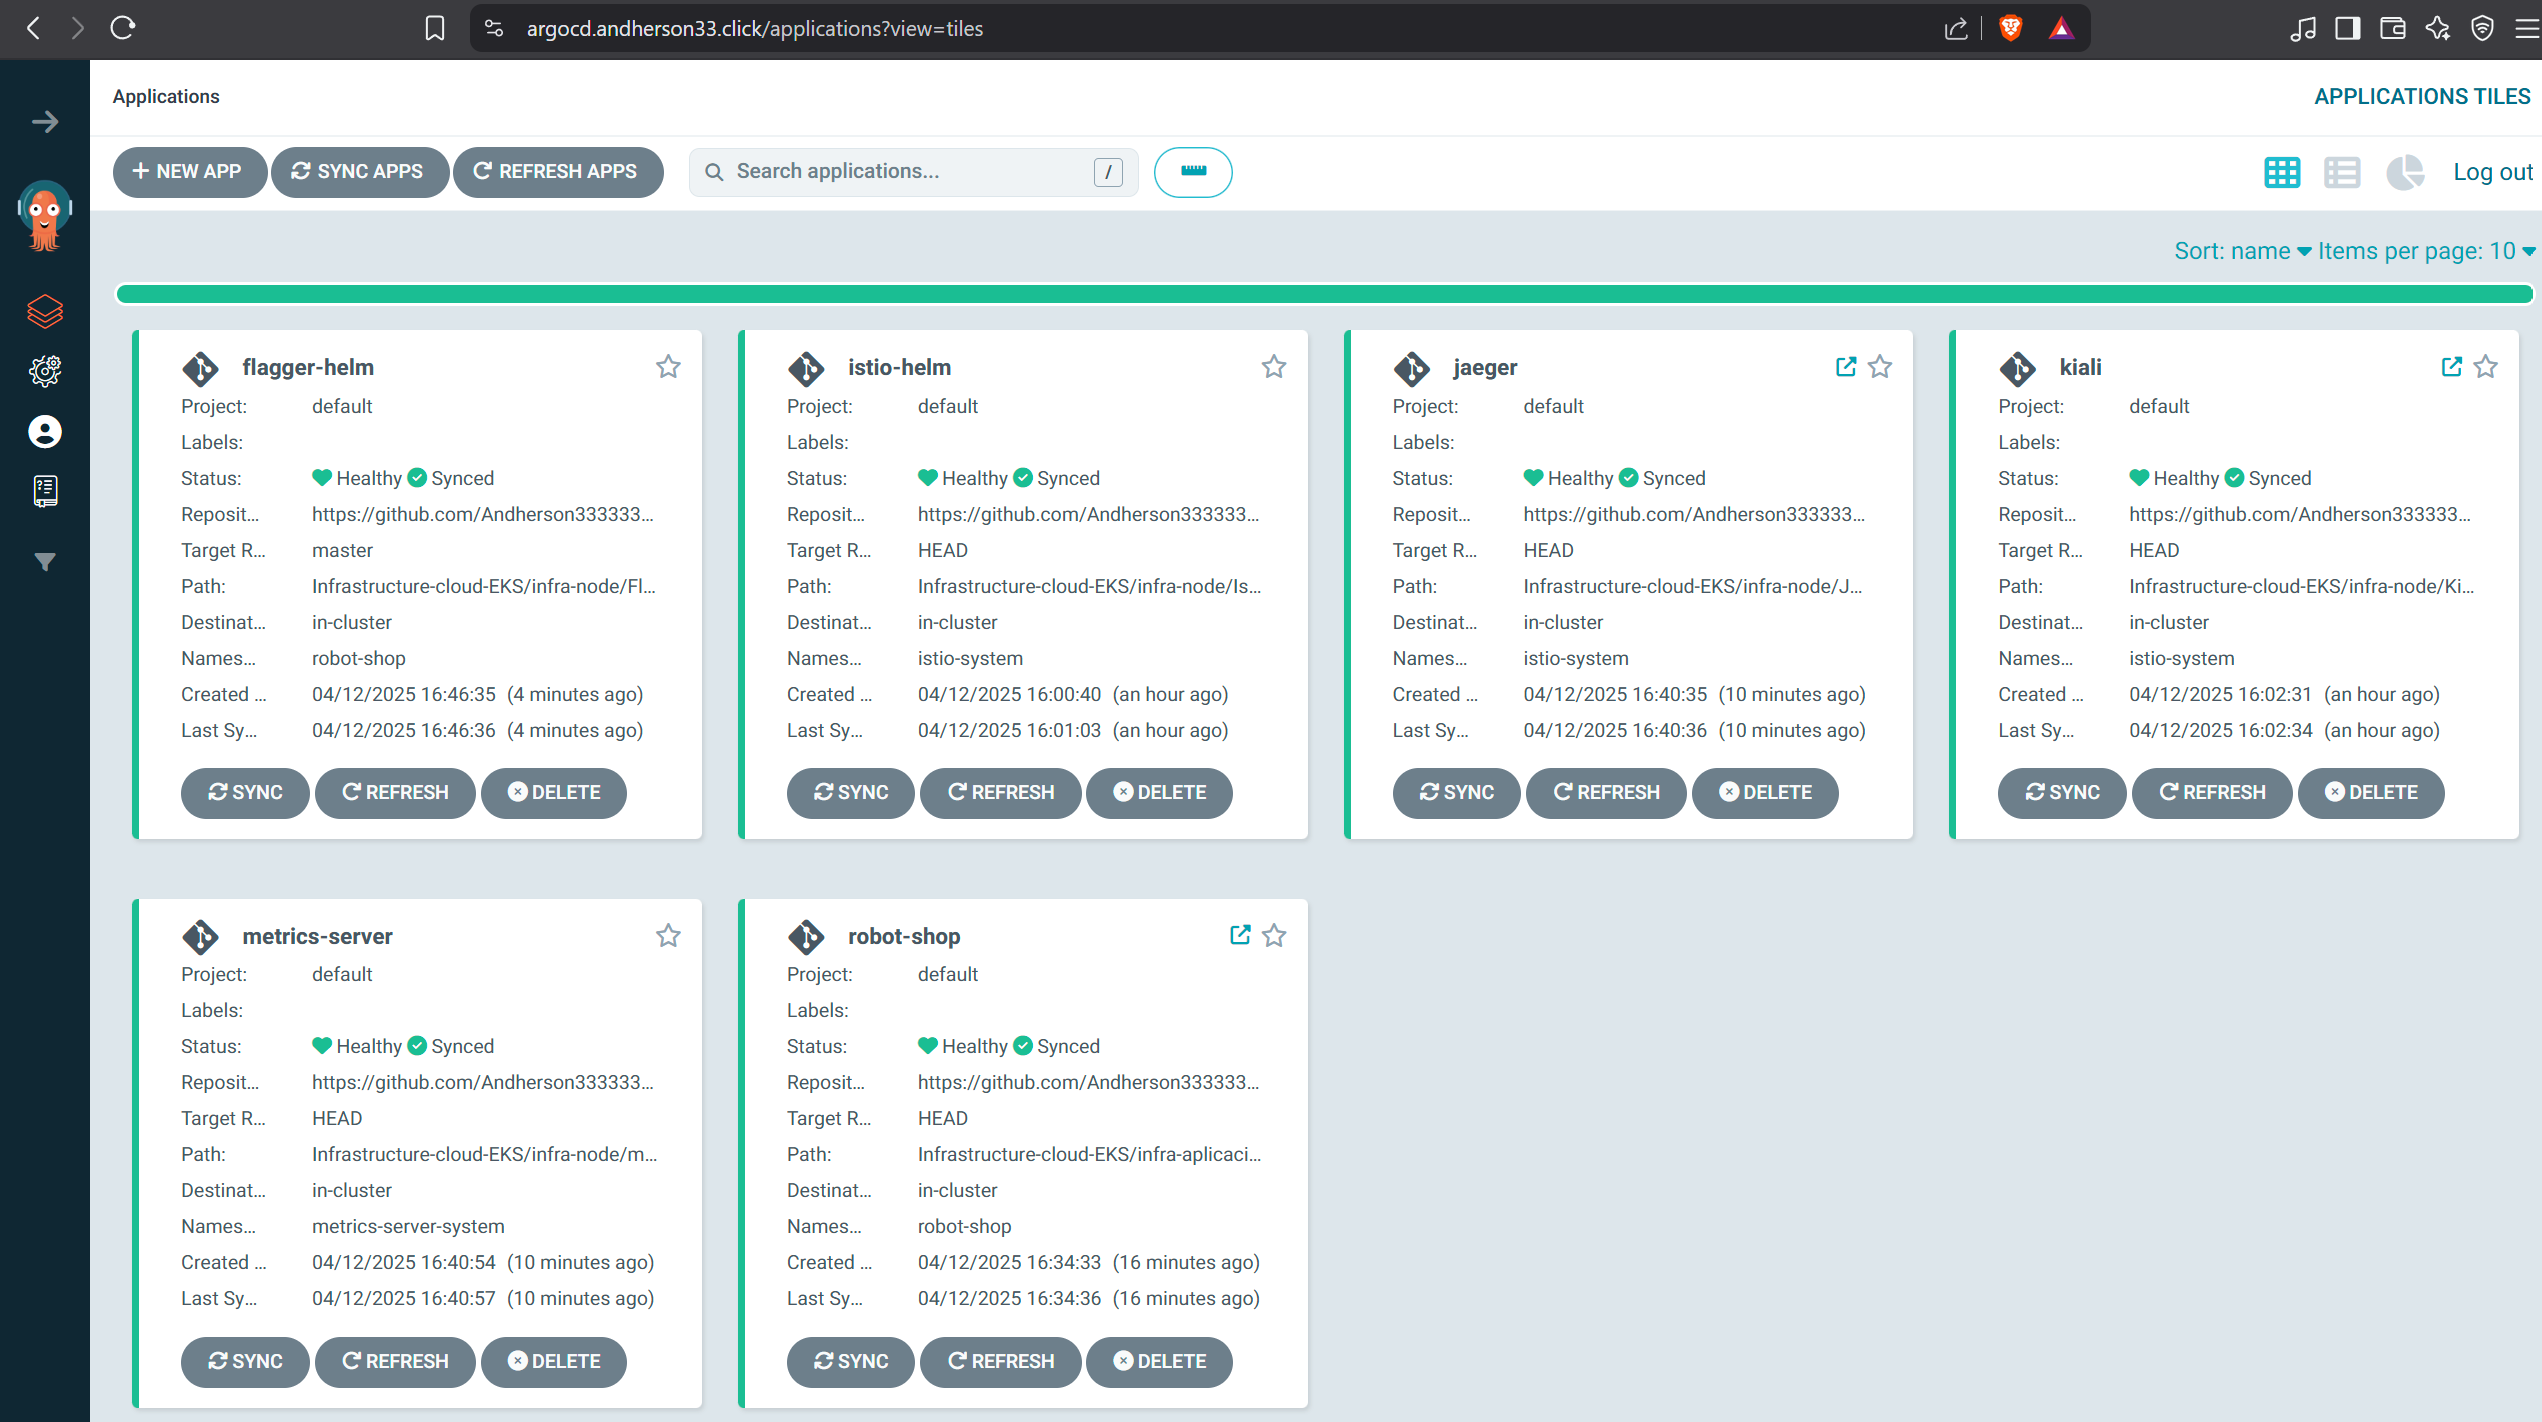 argocd.andherson33.click/applications?view=tiles
Applications
APPLICATIONS TILES
NEW APP
SYNC APPS
REFRESH APPS
Search applications...
/
Log out
Sort: name
Items per page: 10
flagger-helm
Project: default
Labels:
Status: Healthy Synced
Reposit... https://github.com/Andherson333333...
Target R... master
Path: Infrastructure-cloud-EKS/infra-node/Fl...
Destinat... in-cluster
Names... robot-shop
Created ... 04/12/2025 16:46:35 (4 minutes ago)
Last Sy... 04/12/2025 16:46:36 (4 minutes ago)
SYNC REFRESH DELETE
istio-helm
Project: default
Labels:
Status: Healthy Synced
Reposit... https://github.com/Andherson333333...
Target R... HEAD
Path: Infrastructure-cloud-EKS/infra-node/Is...
Destinat... in-cluster
Names... istio-system
Created ... 04/12/2025 16:00:40 (an hour ago)
Last Sy... 04/12/2025 16:01:03 (an hour ago)
SYNC REFRESH DELETE
jaeger
Project: default
Labels:
Status: Healthy Synced
Reposit... https://github.com/Andherson333333...
Target R... HEAD
Path: Infrastructure-cloud-EKS/infra-node/J...
Destinat... in-cluster
Names... istio-system
Created ... 04/12/2025 16:40:35 (10 minutes ago)
Last Sy... 04/12/2025 16:40:36 (10 minutes ago)
SYNC REFRESH DELETE
kiali
Project: default
Labels:
Status: Healthy Synced
Reposit... https://github.com/Andherson333333...
Target R... HEAD
Path: Infrastructure-cloud-EKS/infra-node/Ki...
Destinat... in-cluster
Names... istio-system
Created ... 04/12/2025 16:02:31 (an hour ago)
Last Sy... 04/12/2025 16:02:34 (an hour ago)
SYNC REFRESH DELETE
metrics-server
Project: default
Labels:
Status: Healthy Synced
Reposit... https://github.com/Andherson333333...
Target R... HEAD
Path: Infrastructure-cloud-EKS/infra-node/m...
Destinat... in-cluster
Names... metrics-server-system
Created ... 04/12/2025 16:40:54 (10 minutes ago)
Last Sy... 04/12/2025 16:40:57 (10 minutes ago)
SYNC REFRESH DELETE
robot-shop
Project: default
Labels:
Status: Healthy Synced
Reposit... https://github.com/Andherson333333...
Target R... HEAD
Path: Infrastructure-cloud-EKS/infra-aplicaci...
Destinat... in-cluster
Names... robot-shop
Created ... 04/12/2025 16:34:33 (16 minutes ago)
Last Sy... 04/12/2025 16:34:36 (16 minutes ago)
SYNC REFRESH DELETE